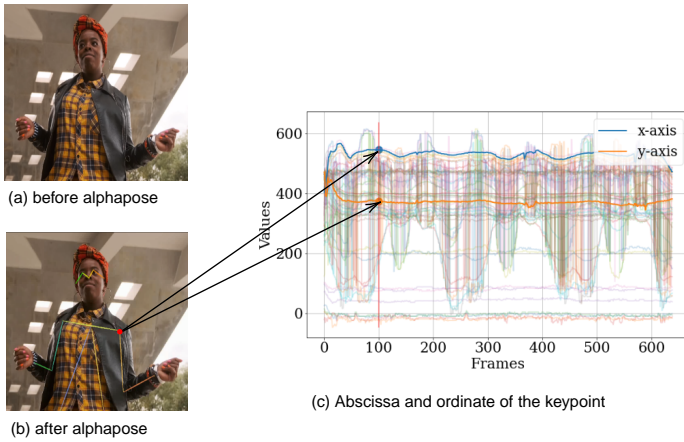 (a) before alphapose
(b) after alphapose
Values
600
400
200
0
x-axis
y-axis
0 100 200 300 400 500 600
Frames
(c) Abscissa and ordinate of the keypoint